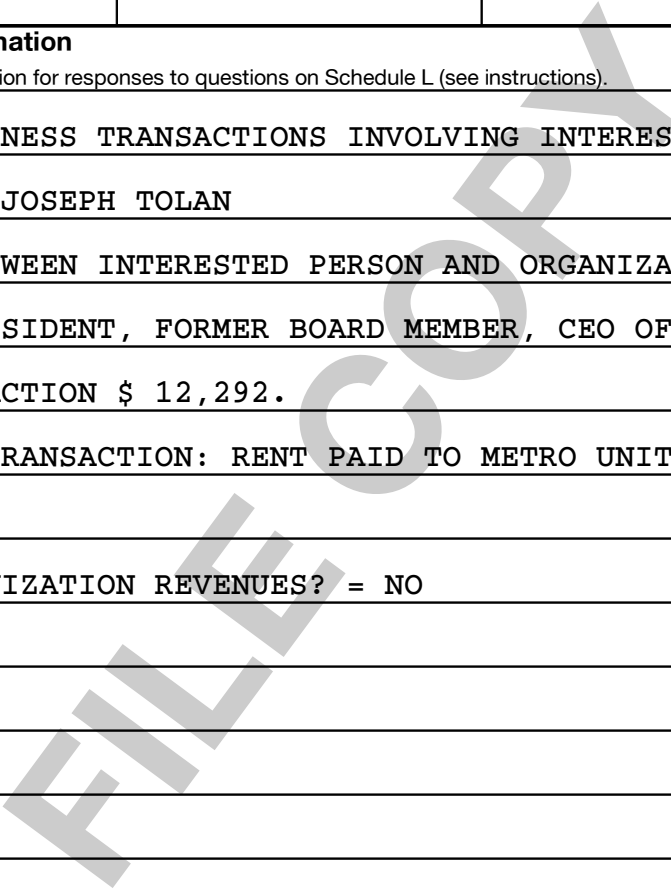 nation
ion for responses to questions on Schedule L (see instructions).
NESS TRANSACTIONS INVOLVING INTERES
JOSEPH TOLAN
WEEN INTERESTED PERSON AND ORGANIZA
SIDENT, FORMER BOARD MEMBER, CEO OF
CTION $ 12,292.
RANSACTION: RENT PAID TO METRO UNIT
IZATION REVENUES? = NO
FILE COPY